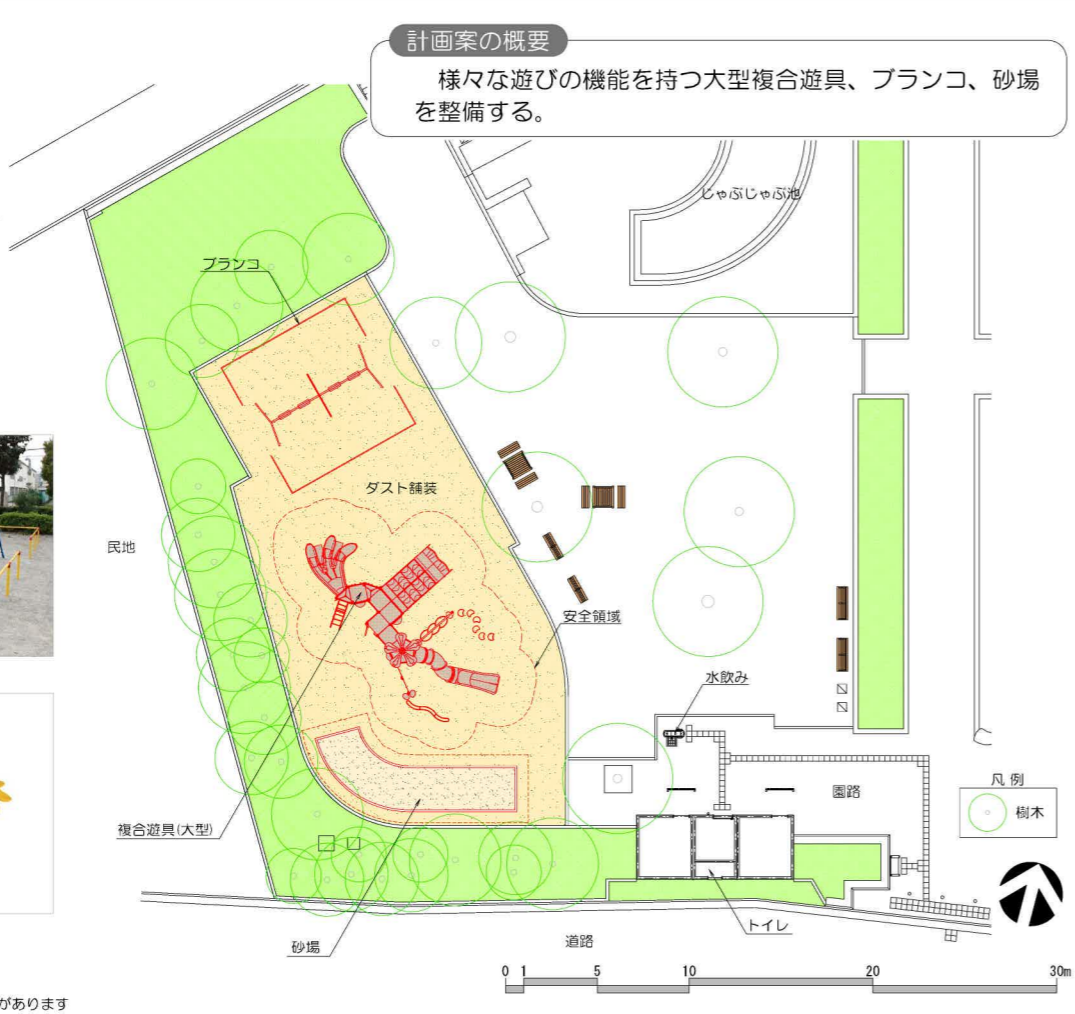 計画案の概要
様々な遊びの機能を持つ大型複合遊具、ブランコ、砂場
を整備する。
じゃぶじゃぶ池
ブランコ
ダスト舗装
民地
安全領域
水飲み
凡 例
樹木
園路
複合遊具(大型)
トイレ
砂場
道路
0 1 5 10 20 30m
があります